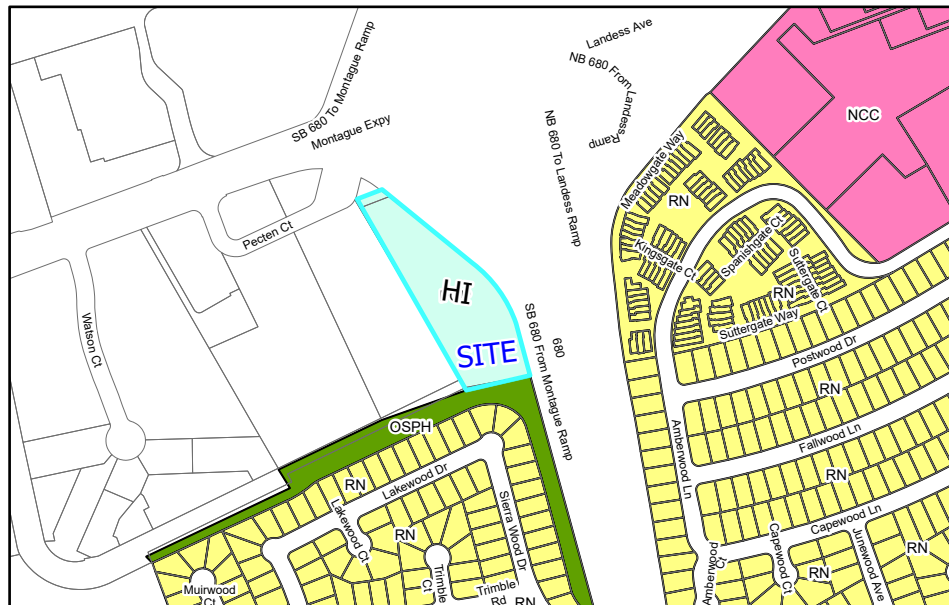 Landess Ave
SB 680 To Montague Ramp
NB 680 From Landess
Ramp
Montague Expy
NB 680 To Landess Ramp
NCC
Meadowgate Way
RN
Pecten Ct
Kingsgate Ct
Spanishgate Ct
Suttergate Ct
HI
RN
Suttergate Way
Watson Ct
SITE
680
SB 680 From Montague Ramp
Postwood Dr
RN
OSPH
Amberwood Ln
Fallwood Ln
RN
Lakewood Dr
RN
Sierra Wood Dr
Lakewood Ct
RN
Capewood Ln
Junewood Ave
RN
Capewood Ct
RN
Amberwood
Ct
Muirwood
Ct
Trimble
Ct
Trimble
Rd
RN